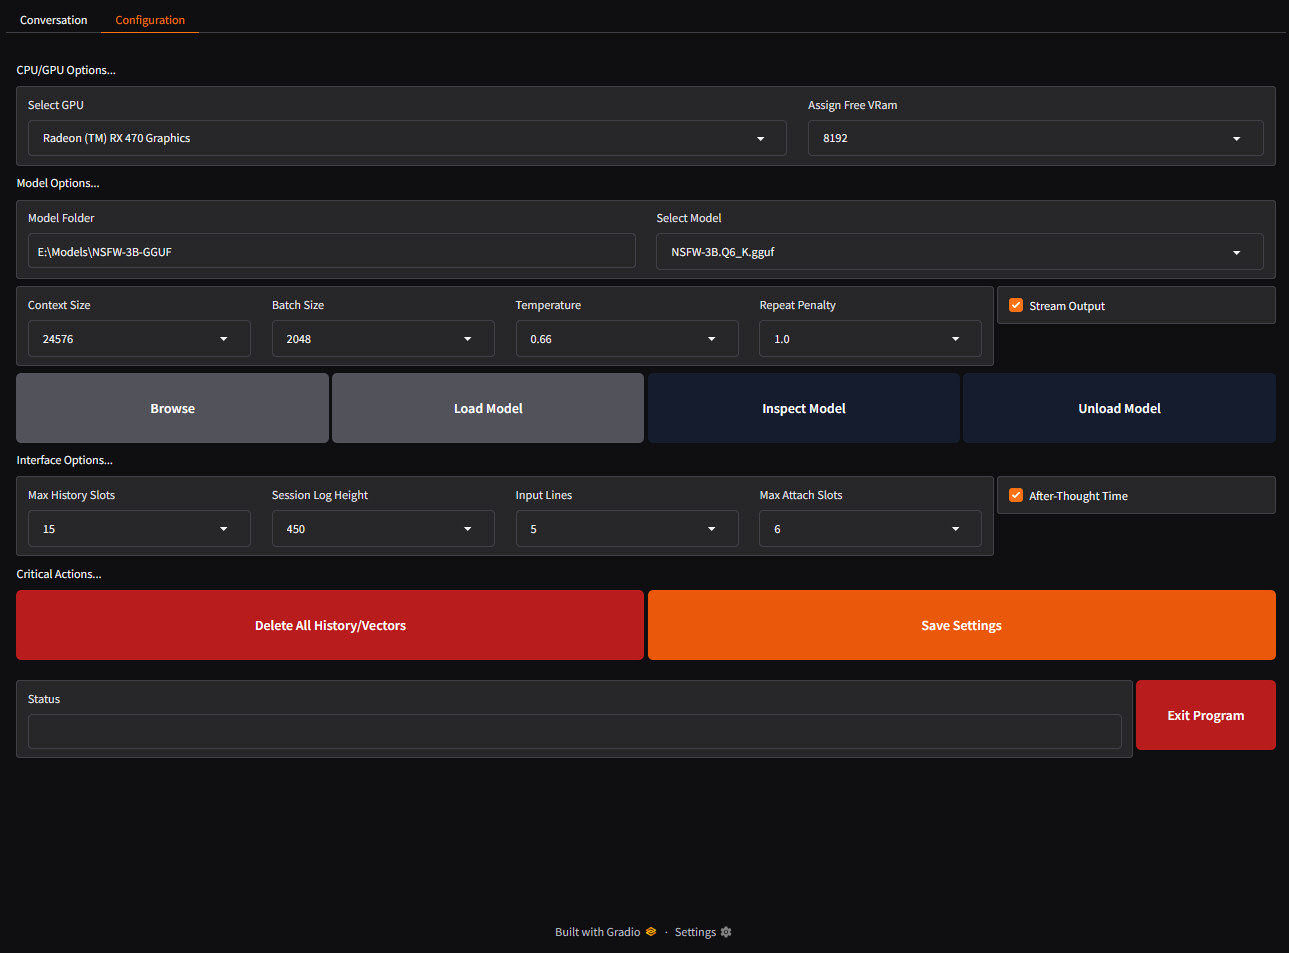 Conversation Configuration
CPU/GPU Options...
Select GPU Assign Free VRam
Radeon (TM) RX 470 Graphics 8192
Model Options...
Model Folder Select Model
E:\Models\NSFW-3B-GGUF NSFW-3B.Q6_K.gguf
Context Size Batch Size Temperature Repeat Penalty Stream Output
24576 2048 0.66 1.0
Browse Load Model Inspect Model Unload Model
Interface Options...
Max History Slots Session Log Height Input Lines Max Attach Slots After-Thought Time
15 450 5 6
Critical Actions...
Delete All History/Vectors Save Settings
Status
Exit Program
Built with Gradio · Settings